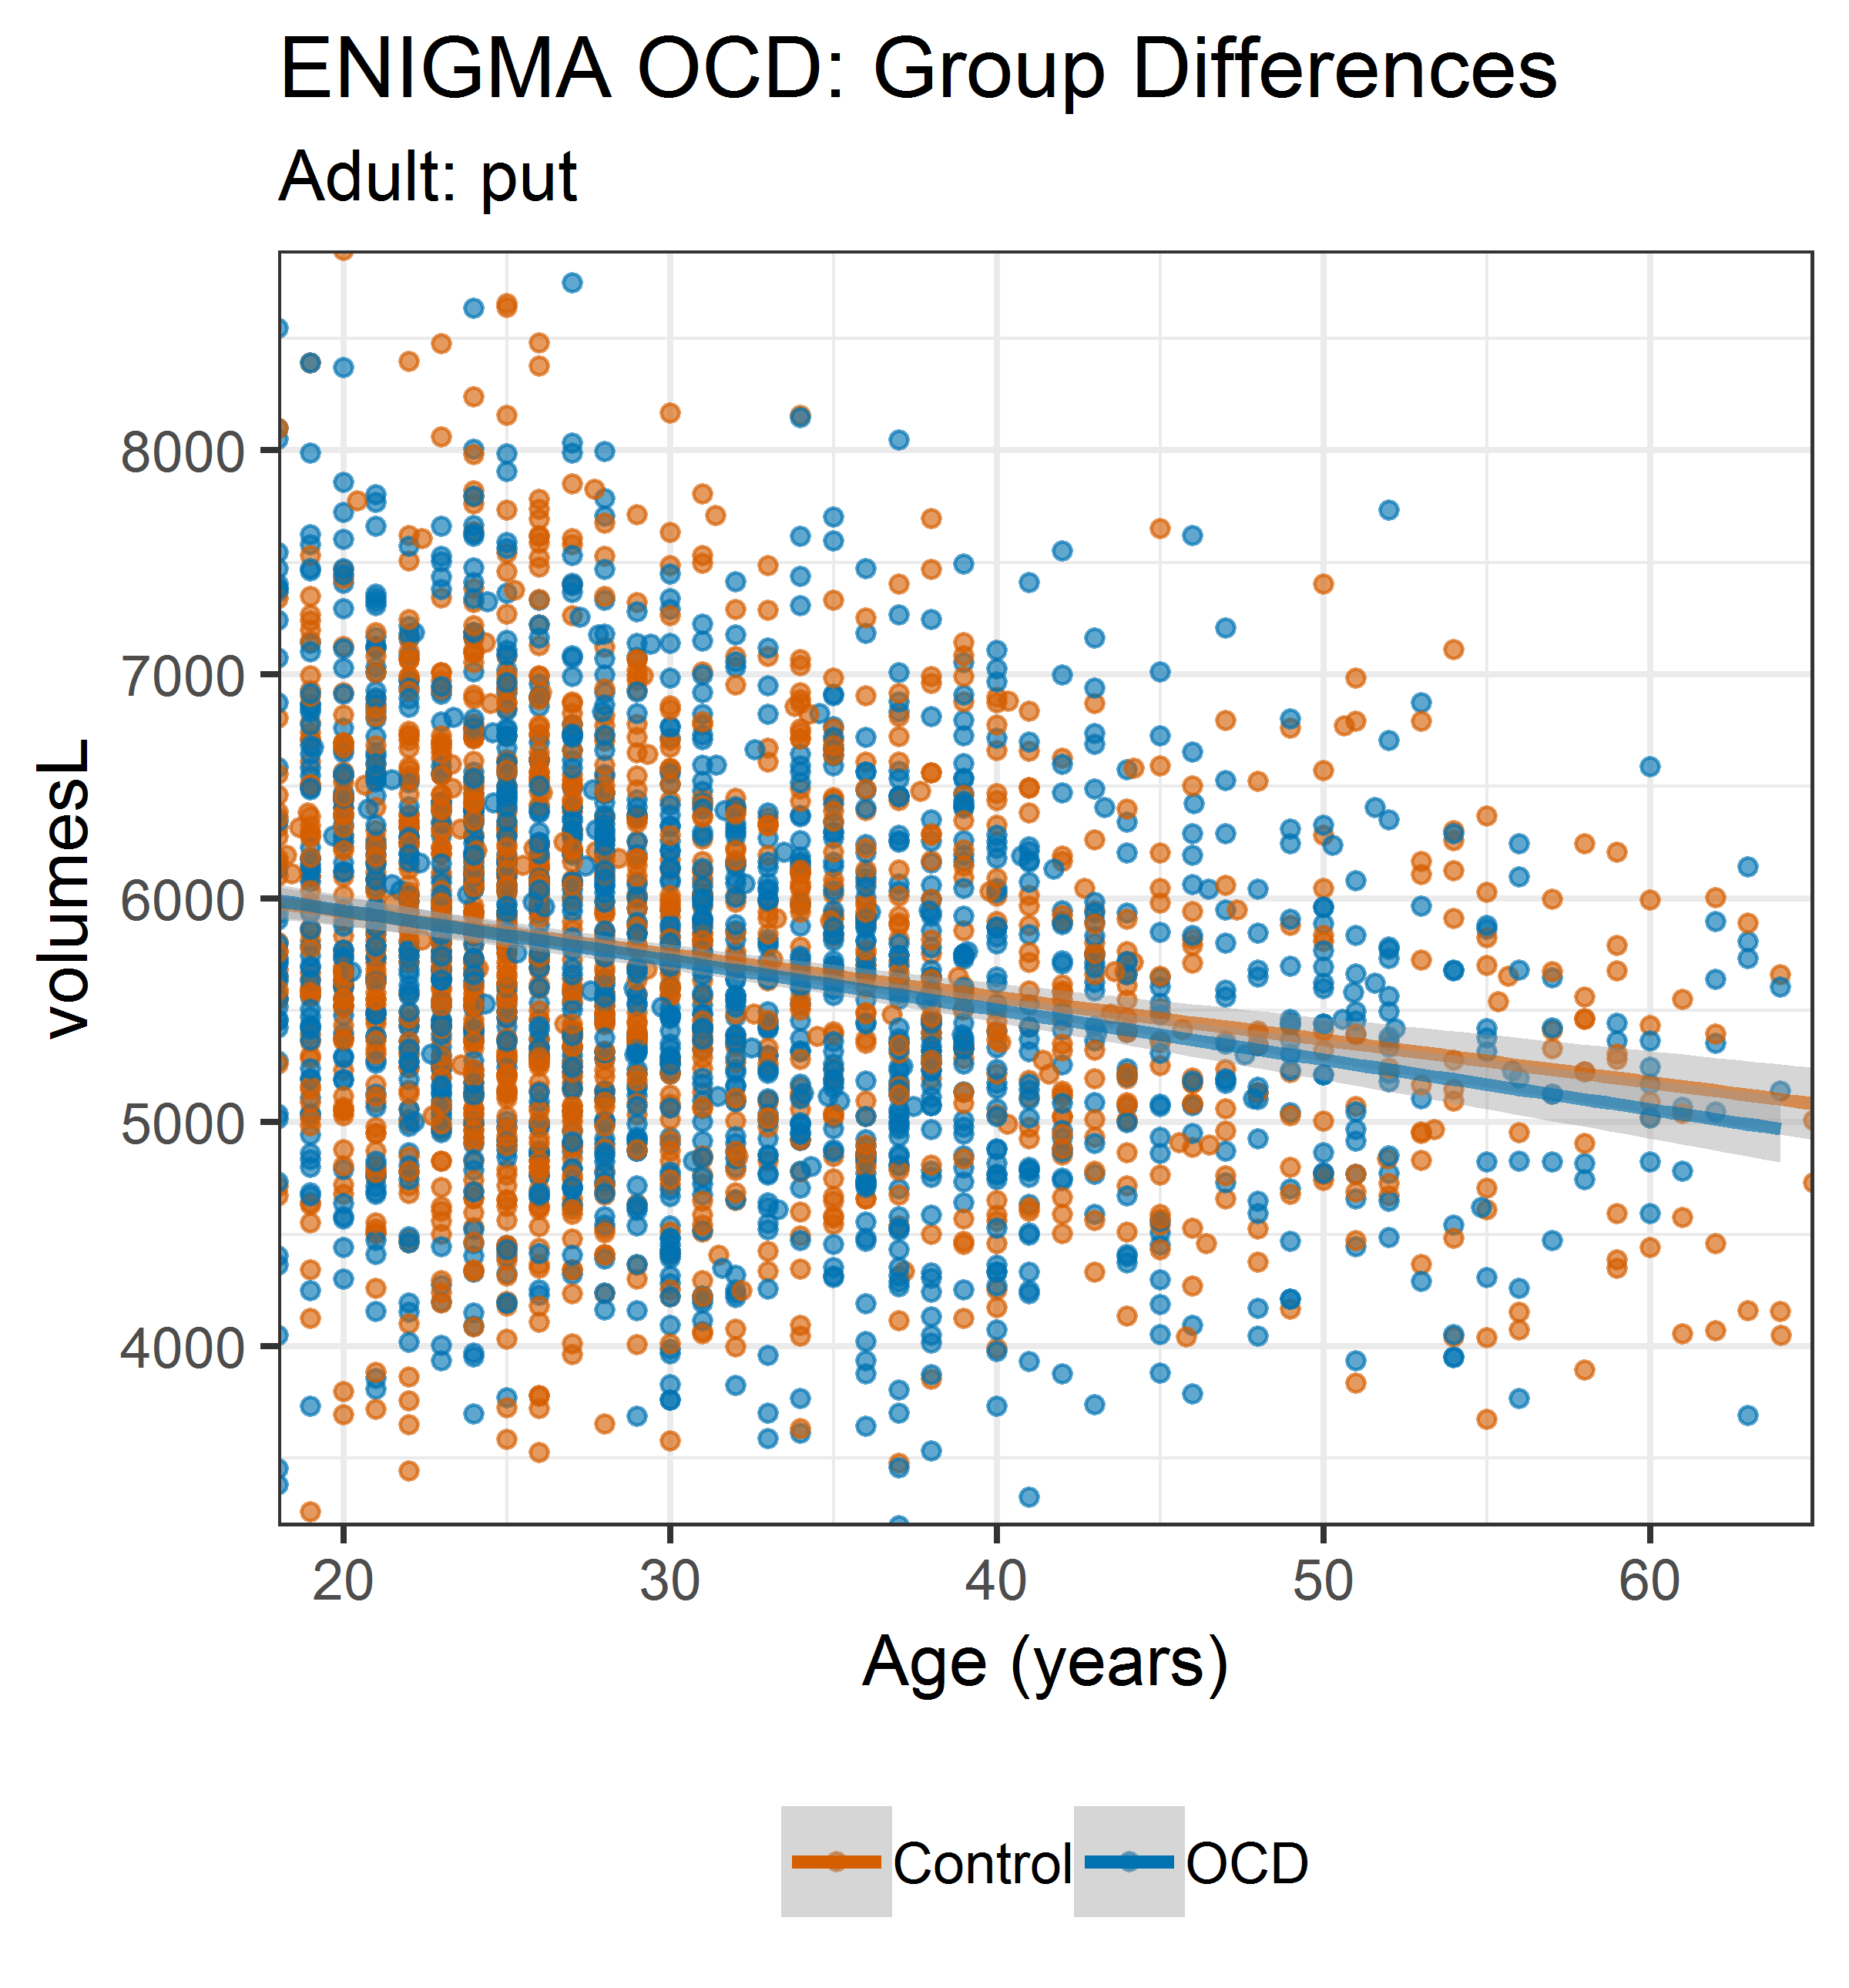 ENIGMA OCD: Group Differences
Adult: put
volumesL
8000
7000
6000
5000
4000
20 30 40 50 60
Age (years)
Control OCD